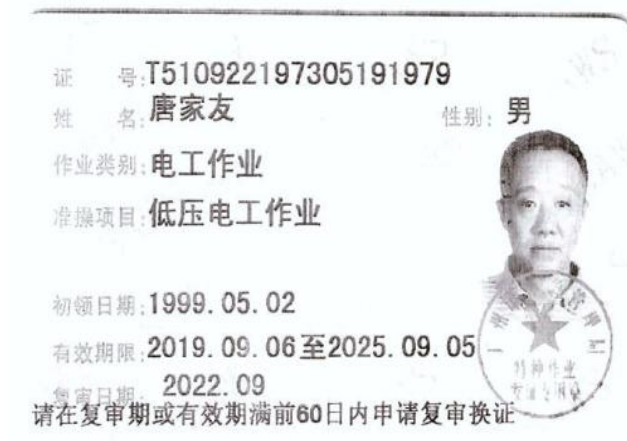 证 号:T510922197305191979
姓 名:唐家友 性别:男
作业类别:电工作业
准操项目:低压电工作业
初领日期:1999.05.02
有效期限:2019.09.06至2025.09.05
复审日期:2022.09
请在复审期或有效期满前60日内申请复审换证
特种作业